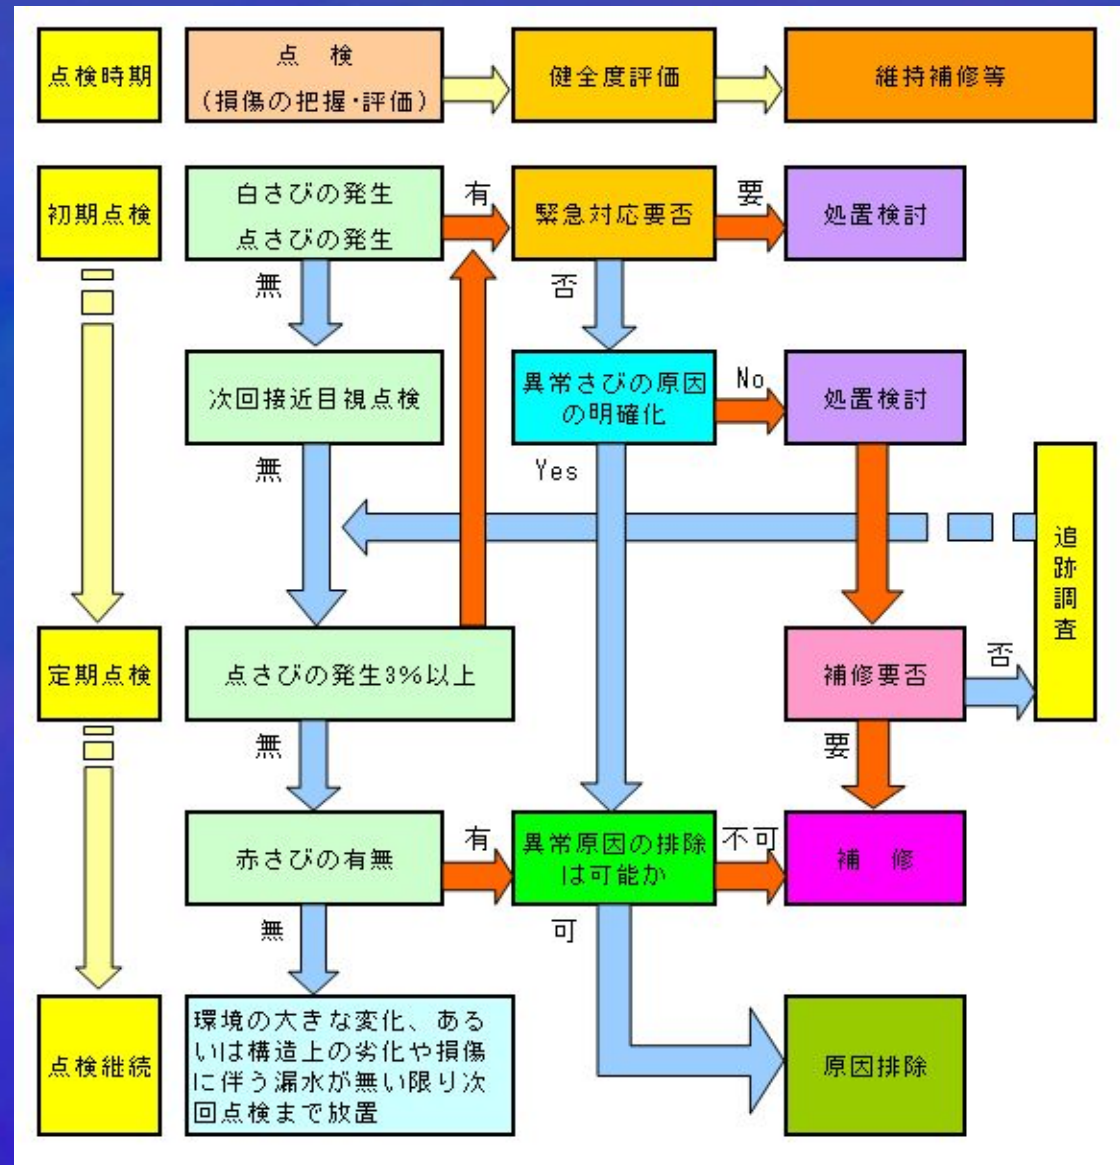 点検時期
点 検
(損傷の把握・評価)
健全度評価
維持補修等
初期点検
白さびの発生
点さびの発生
有
緊急対応要否
要
処置検討
無
否
次回接近目視点検
異常さびの原因
の明確化
No
処置検討
無
Yes
追跡調査
定期点検
点さびの発生3%以上
補修要否
否
無
要
赤さびの有無
有
異常原因の排除
は可能か
不可
補 修
無
可
点検継続
環境の大きな変化、ある
いは構造上の劣化や損傷
に伴う漏水が無い限り次
回点検まで放置
原因排除